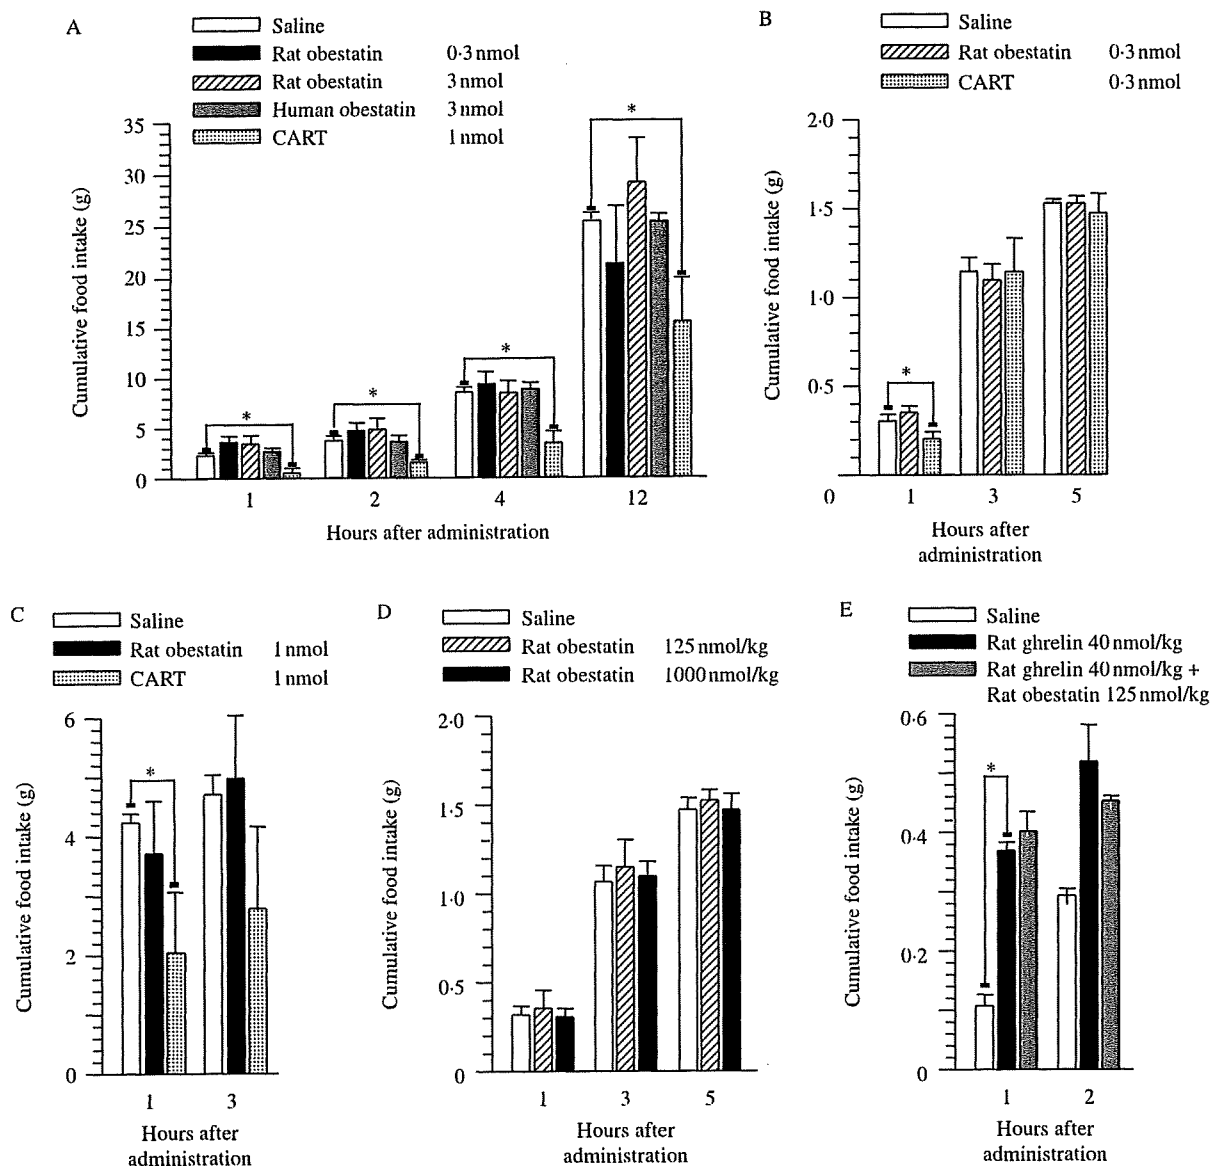 A
Saline
Rat obestatin 0·3 nmol
Rat obestatin 3 nmol
Human obestatin 3 nmol
CART 1 nmol
Cumulative food intake (g)
35
30
25
20
15
10
5
0
*
*
*
*
1 2 4 12
Hours after administration
B
Saline
Rat obestatin 0·3 nmol
CART 0·3 nmol
Cumulative food intake (g)
2·0
1·5
1·0
0·5
0
*
1 3 5
Hours after
administration
C
Saline
Rat obestatin 1 nmol
CART 1 nmol
Cumulative food intake (g)
6
4
2
0
*
1 3
Hours after
administration
D
Saline
Rat obestatin 125 nmol/kg
Rat obestatin 1000 nmol/kg
Cumulative food intake (g)
2·0
1·5
1·0
0·5
0
1 3 5
Hours after
administration
E
Saline
Rat ghrelin 40 nmol/kg
Rat ghrelin 40 nmol/kg +
Rat obestatin 125 nmol/kg
Cumulative food intake (g)
0·6
0·4
0·2
0
*
1 2
Hours after
administration